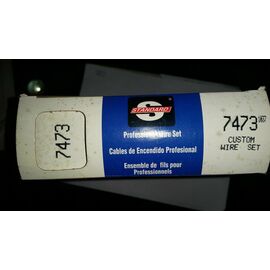 7473
STANDARD
S
Professional Wire Set
Cables de Encendido Profesional
Ensemble de fils pour
Professionnels
7473
CUSTOM
WIRE SET